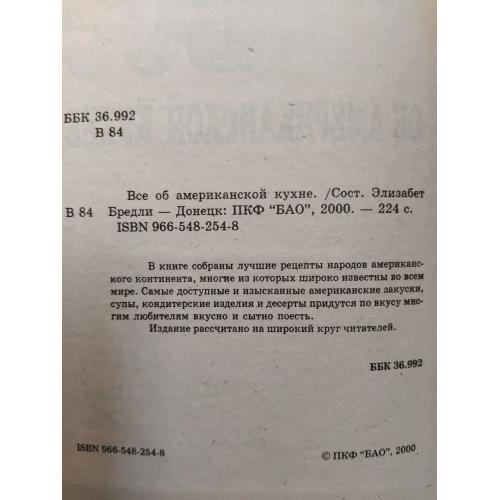 ББК 36.992
В 84
Все об американской кухне. /Сост. Элизабет
В 84 Бредли — Донецк: ПКФ “БАО”, 2000. — 224 с.
ISBN 966-548-254-8
В книге собраны лучшие рецепты народов американс-
кого континента, многие из которых широко известны во всем
мире. Самые доступные и изысканные американские закуски,
супы, кондитерские изделия и десерты придутся по вкусу мно-
гим любителям вкусно и сытно поесть.
Издание рассчитано на широкий круг читателей.
ББК 36.992
ISBN 966-548-254-8
© ПКФ “БАО”, 2000